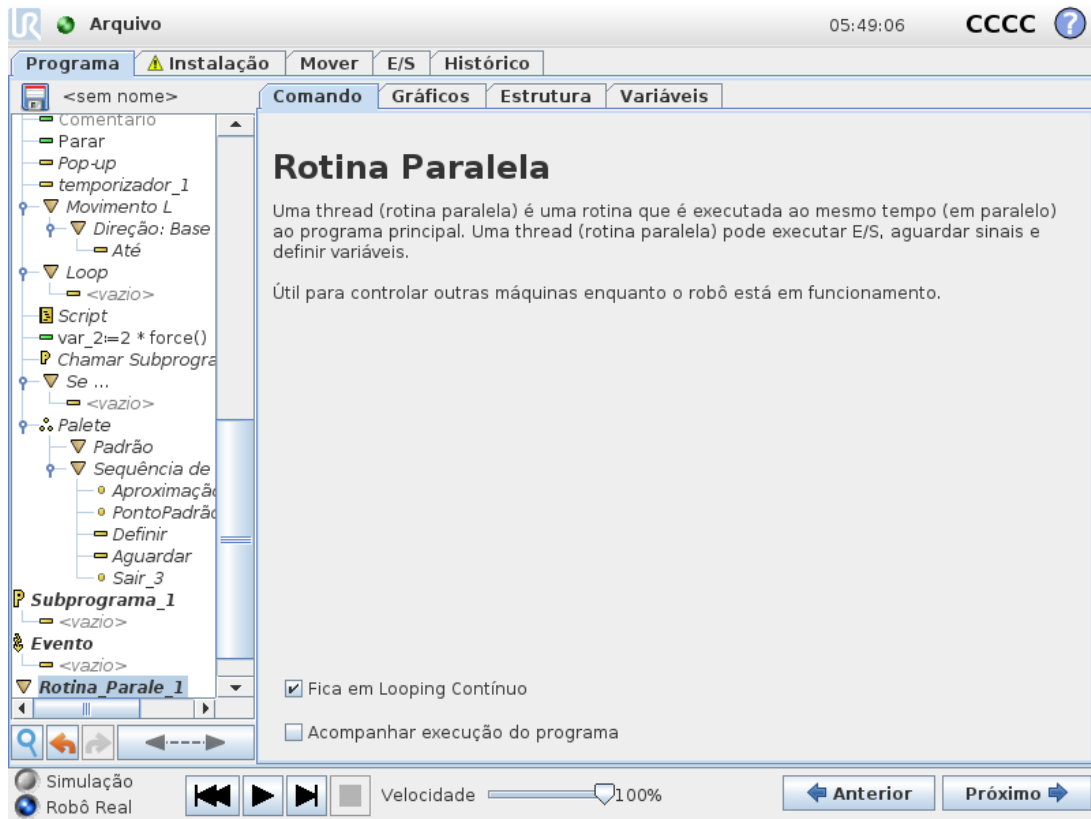 UR
Arquivo
05:49:06
CCCC
?
Programa
Instalação
Mover
E/S
Histórico
<sem nome>
Comando
Gráficos
Estrutura
Variáveis
Comentário
Parar
Pop-up
temporizador_1
Movimento L
Direção: Base
Até
Loop
<vazio>
Script
var_2:=2 * force()
Chamar Subprogra
Se ...
<vazio>
Palete
Padrão
Sequência de
Aproximação
PontoPadrão
Definir
Aguardar
Sair_3
P Subprograma_1
<vazio>
Evento
<vazio>
Rotina_Parale_1
Rotina Paralela
Uma thread (rotina paralela) é uma rotina que é executada ao mesmo tempo (em paralelo)
ao programa principal. Uma thread (rotina paralela) pode executar E/S, aguardar sinais e
definir variáveis.
Útil para controlar outras máquinas enquanto o robô está em funcionamento.
Fica em Looping Contínuo
Acompanhar execução do programa
Simulação
Robô Real
Velocidade
100%
Anterior
Próximo